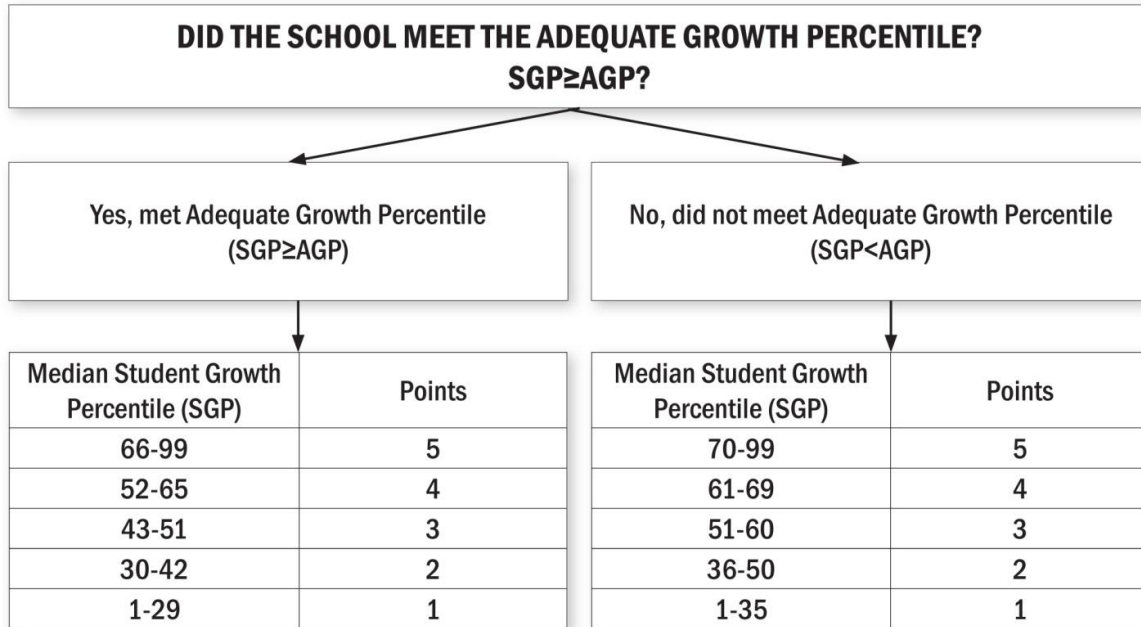 DID THE SCHOOL MEET THE ADEQUATE GROWTH PERCENTILE?
SGP≥AGP?
Yes, met Adequate Growth Percentile
(SGP≥AGP)
No, did not meet Adequate Growth Percentile
(SGP<AGP)
Median Student Growth
Percentile (SGP)
Points
66-99 5
52-65 4
43-51 3
30-42 2
1-29 1
Median Student Growth
Percentile (SGP)
Points
70-99 5
61-69 4
51-60 3
36-50 2
1-35 1